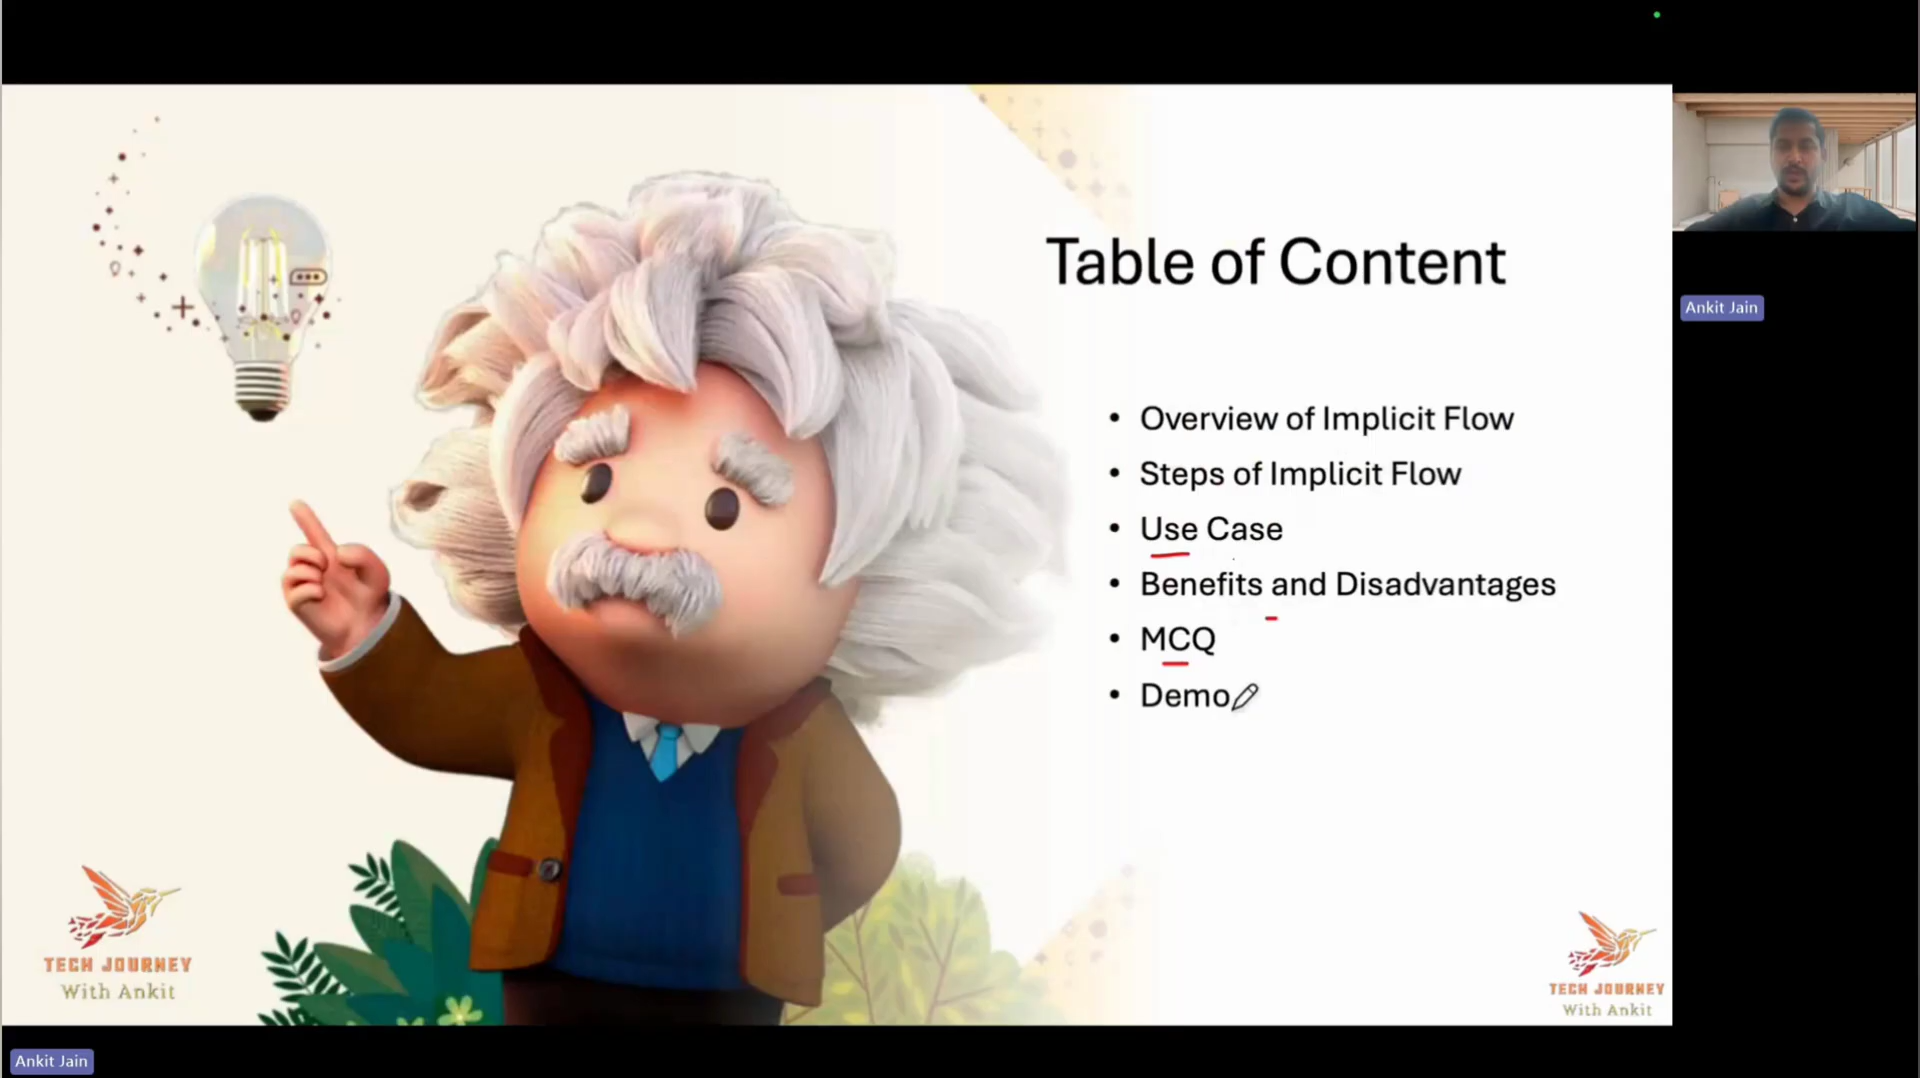 Table of Content
Ankit Jain
• Overview of Implicit Flow
• Steps of Implicit Flow
• Use Case
• Benefits and Disadvantages
• MCQ
• Demo
TECH JOURNEY
With Ankit
TECH JOURNEY
With Ankit
Ankit Jain